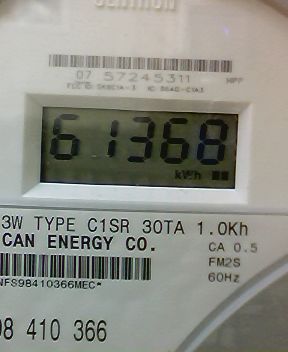 07 57245311 HPF
61368
kWh
3W TYPE C1SR 30TA 1.0Kh
CAN ENERGY CO.
CA 0.5
FM2S
60Hz
NFS98410366MEC*
98 410 366